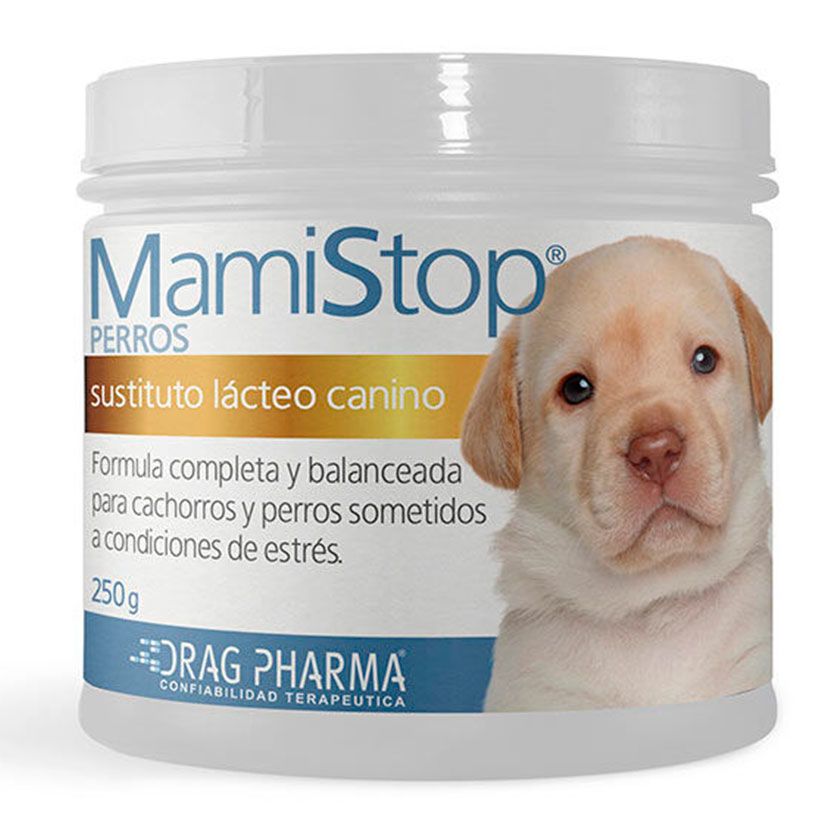 MamiStop®
PERROS
sustituto lácteo canino
Formula completa y balanceada
para cachorros y perros sometidos
a condiciones de estrés.
250 g
DRAG PHARMA®
CONFIABILIDAD TERAPEUTICA